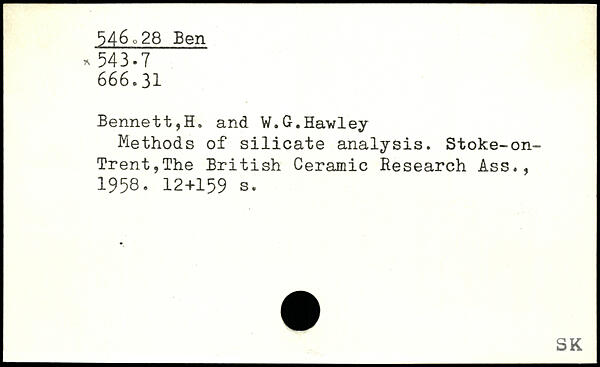 546.28 Ben
x 543.7
666.31
Bennett,H. and W.G.Hawley
Methods of silicate analysis. Stoke-on-
Trent,The British Ceramic Research Ass.,
1958. 12+159 s.
SK